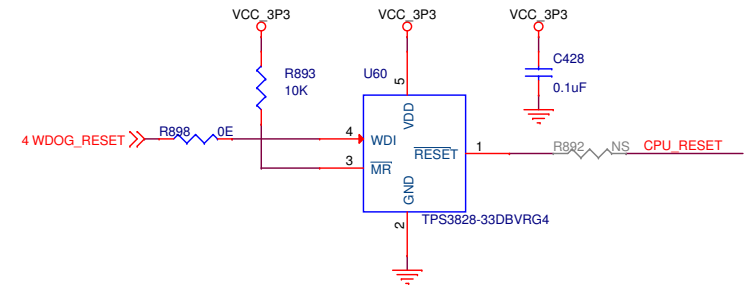 VCC_3P3
VCC_3P3
VCC_3P3
R893
10K
U60
C428
0.1uF
5
VDD
R898
0E
4 WDOG_RESET
4
WDI
3
MR
RESET
1
R892
NS
CPU_RESET
GND
2
TPS3828-33DBVRG4